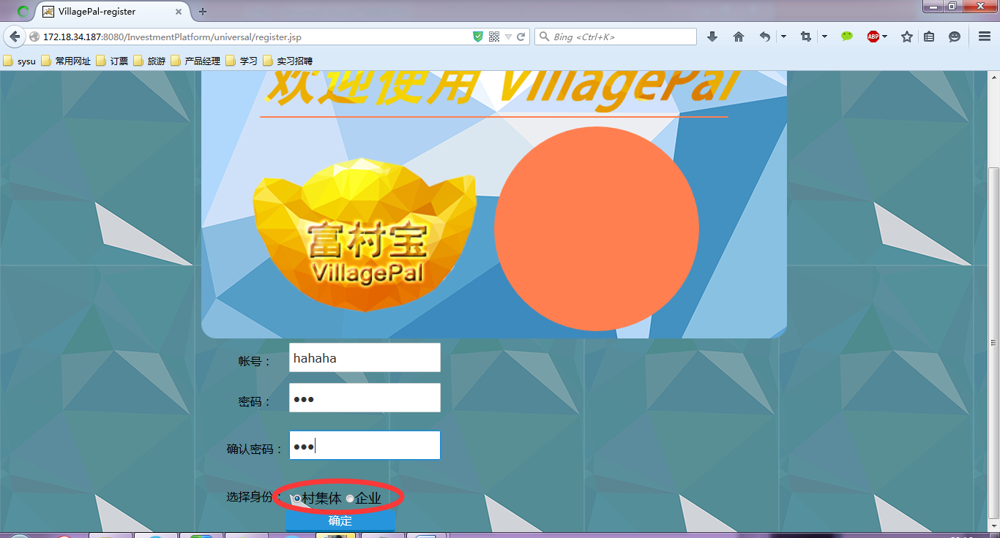 VillagePal-register
172.18.34.187:8080/InvestmentPlatform/universal/register.jsp
Bing <Ctrl+K>
ABP
sysu 常用网址 订票 旅游 产品经理 学习 实习招聘
欢迎使用 VillagePal
富村宝
VillagePal
帐号： hahaha
密码： ●●●
确认密码： ●●●
选择身份： 村集体 企业
确定